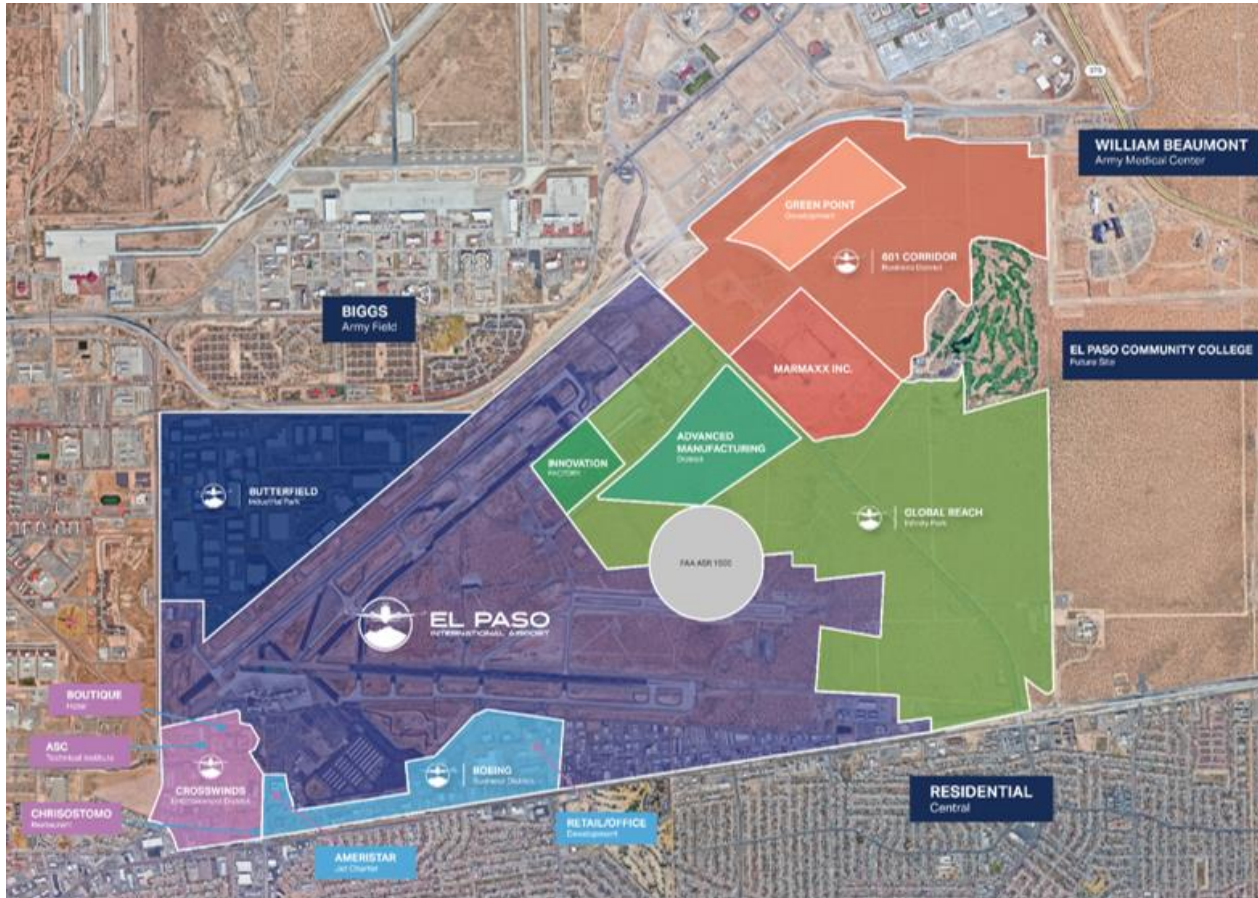 375
WILLIAM BEAUMONT
Army Medical Center
GREEN POINT
Development
601 CORRIDOR
Business District
BIGGS
Army Field
EL PASO COMMUNITY COLLEGE
Future Site
MARMAXX INC.
ADVANCED
MANUFACTURING
District
INNOVATION
FACTORY
BUTTERFIELD
Industrial Park
GLOBAL REACH
Infinity Park
FAA ASR 1500
EL PASO
INTERNATIONAL AIRPORT
BOUTIQUE
Hotel
ASC
Technical Institute
CROSSWINDS
Entertainment District
BOEING
Business District
CHRISOSTOMO
Restaurant
RESIDENTIAL
Central
RETAIL/OFFICE
Development
AMERISTAR
Jet Charter